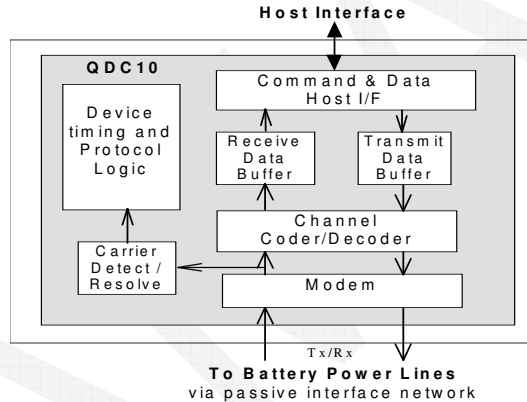 Host Interface
QDC10
Command & Data
Host I/F
Device
timing and
Protocol
Logic
Receive
Data
Buffer
Transmit
Data
Buffer
Channel
Coder/Decoder
Carrier
Detect /
Resolve
Modem
Tx/Rx
To Battery Power Lines
via passive interface network